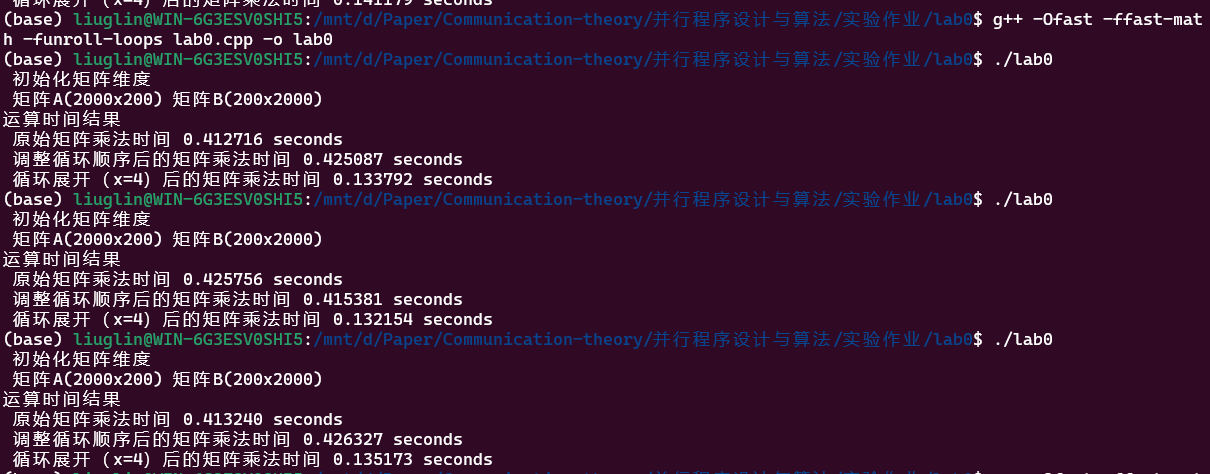 循环展开（x=4）后的矩阵乘法时间 0.141179 seconds
(base) liuglin@WIN-6G3ESV0SHI5:/mnt/d/Paper/Communication-theory/并行程序设计与算法/实验作业/lab0$ g++ -Ofast -ffast-mat
h -funroll-loops lab0.cpp -o lab0
(base) liuglin@WIN-6G3ESV0SHI5:/mnt/d/Paper/Communication-theory/并行程序设计与算法/实验作业/lab0$ ./lab0
初始化矩阵维度
矩阵A(2000x200) 矩阵B(200x2000)
运算时间结果
原始矩阵乘法时间 0.412716 seconds
调整循环顺序后的矩阵乘法时间 0.425087 seconds
循环展开（x=4）后的矩阵乘法时间 0.133792 seconds
(base) liuglin@WIN-6G3ESV0SHI5:/mnt/d/Paper/Communication-theory/并行程序设计与算法/实验作业/lab0$ ./lab0
初始化矩阵维度
矩阵A(2000x200) 矩阵B(200x2000)
运算时间结果
原始矩阵乘法时间 0.425756 seconds
调整循环顺序后的矩阵乘法时间 0.415381 seconds
循环展开（x=4）后的矩阵乘法时间 0.132154 seconds
(base) liuglin@WIN-6G3ESV0SHI5:/mnt/d/Paper/Communication-theory/并行程序设计与算法/实验作业/lab0$ ./lab0
初始化矩阵维度
矩阵A(2000x200) 矩阵B(200x2000)
运算时间结果
原始矩阵乘法时间 0.413240 seconds
调整循环顺序后的矩阵乘法时间 0.426327 seconds
循环展开（x=4）后的矩阵乘法时间 0.135173 seconds